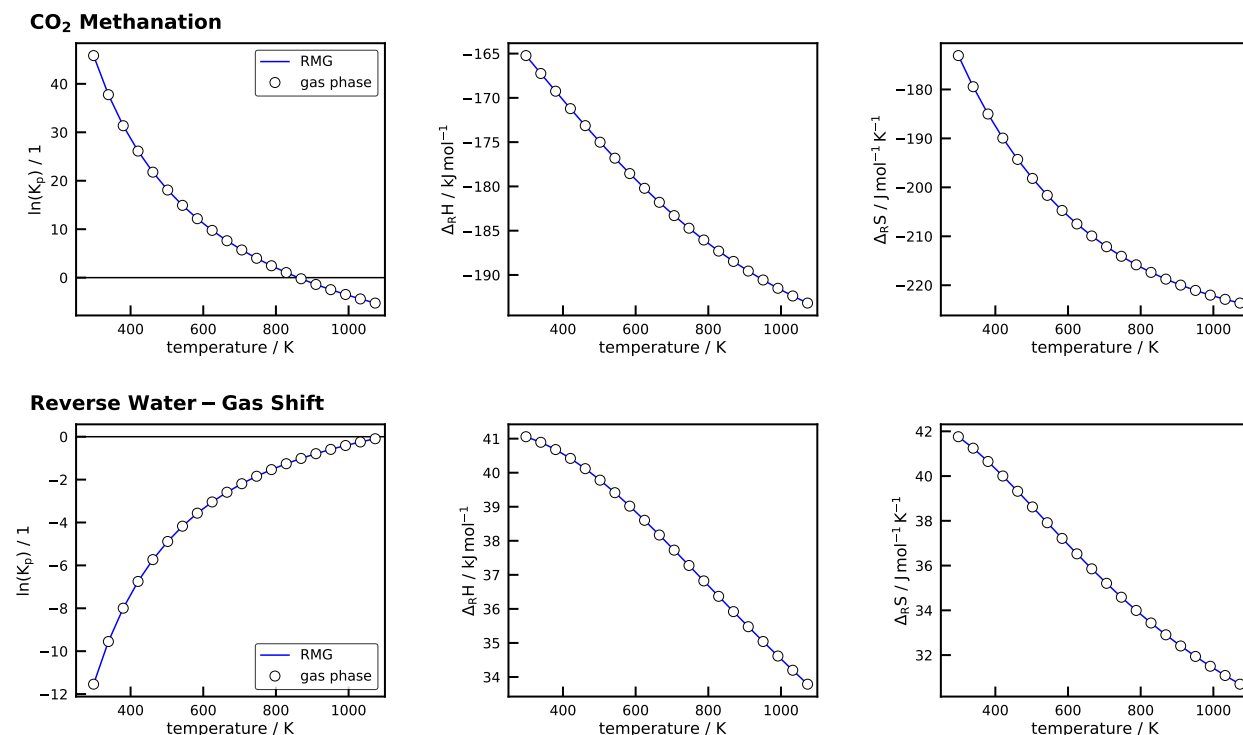 CO₂ Methanation
ln(Kₚ) / 1
40
30
20
10
0
RMG
gas phase
400 600 800 1000
temperature / K
ΔRH / kJ mol⁻¹
−165
−170
−175
−180
−185
−190
400 600 800 1000
temperature / K
ΔRS / J mol⁻¹ K⁻¹
−180
−190
−200
−210
−220
400 600 800 1000
temperature / K
Reverse Water − Gas Shift
ln(Kₚ) / 1
0
−2
−4
−6
−8
−10
−12
RMG
gas phase
400 600 800 1000
temperature / K
ΔRH / kJ mol⁻¹
41
40
39
38
37
36
35
34
400 600 800 1000
temperature / K
ΔRS / J mol⁻¹ K⁻¹
42
40
38
36
34
32
400 600 800 1000
temperature / K